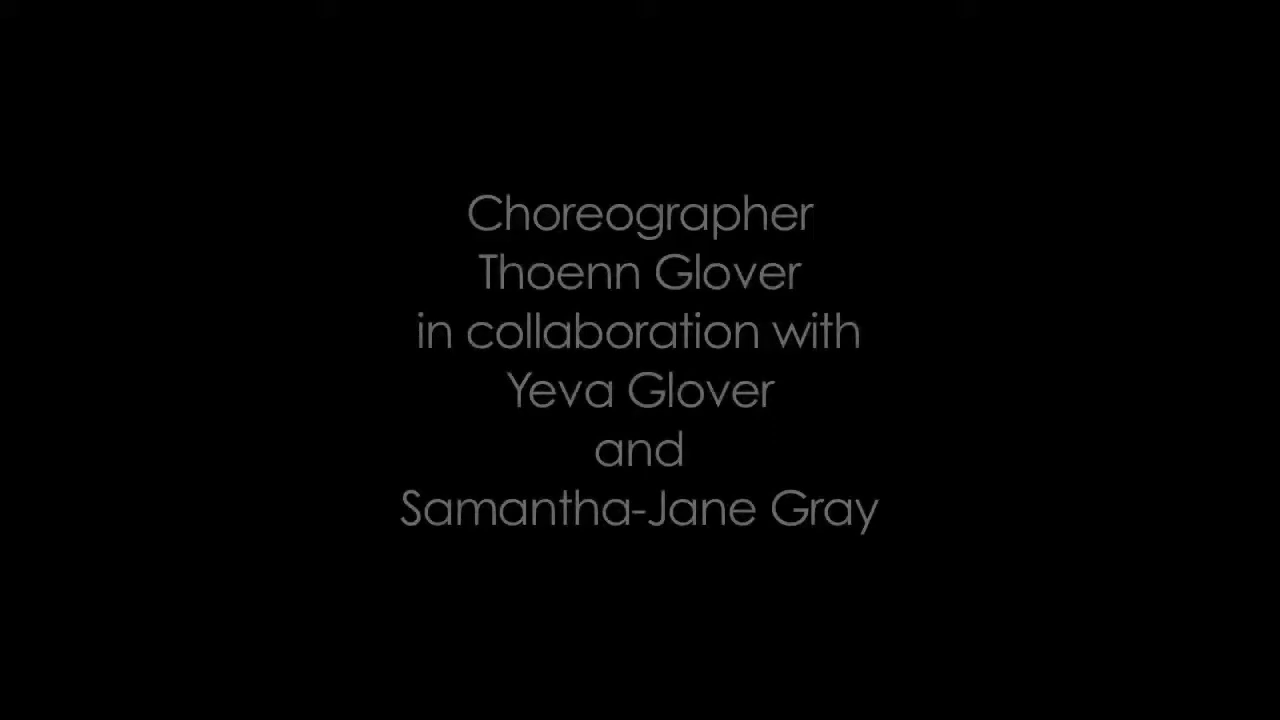 Choreographer
Thoenn Glover
in collaboration with
Yeva Glover
and
Samantha-Jane Gray